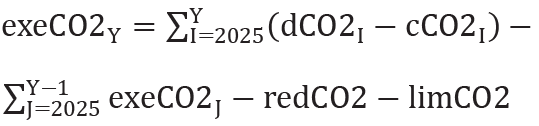 exeCO2_Y = ∑_{I=2025}^{Y}(dCO2_I − cCO2_I) −
∑_{J=2025}^{Y−1} exeCO2_J − redCO2 − limCO2